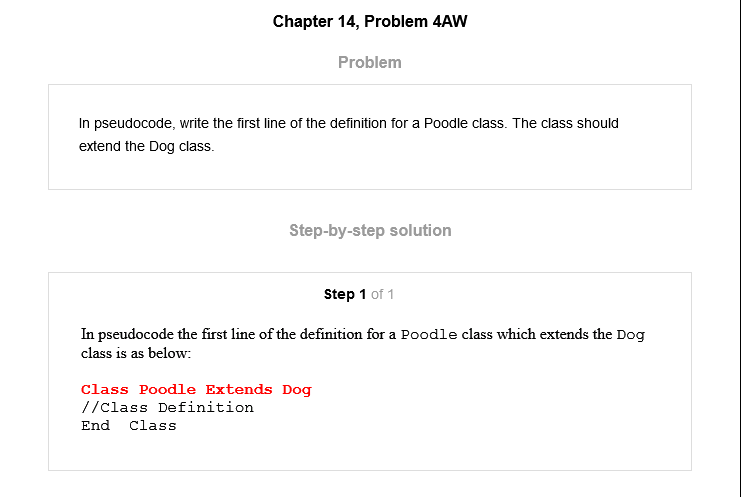 Chapter 14, Problem 4AW
Problem
In pseudocode, write the first line of the definition for a Poodle class. The class should
extend the Dog class.
Step-by-step solution
Step 1 of 1
In pseudocode the first line of the definition for a Poodle class which extends the Dog
class is as below:
Class Poodle Extends Dog
//Class Definition
End  Class